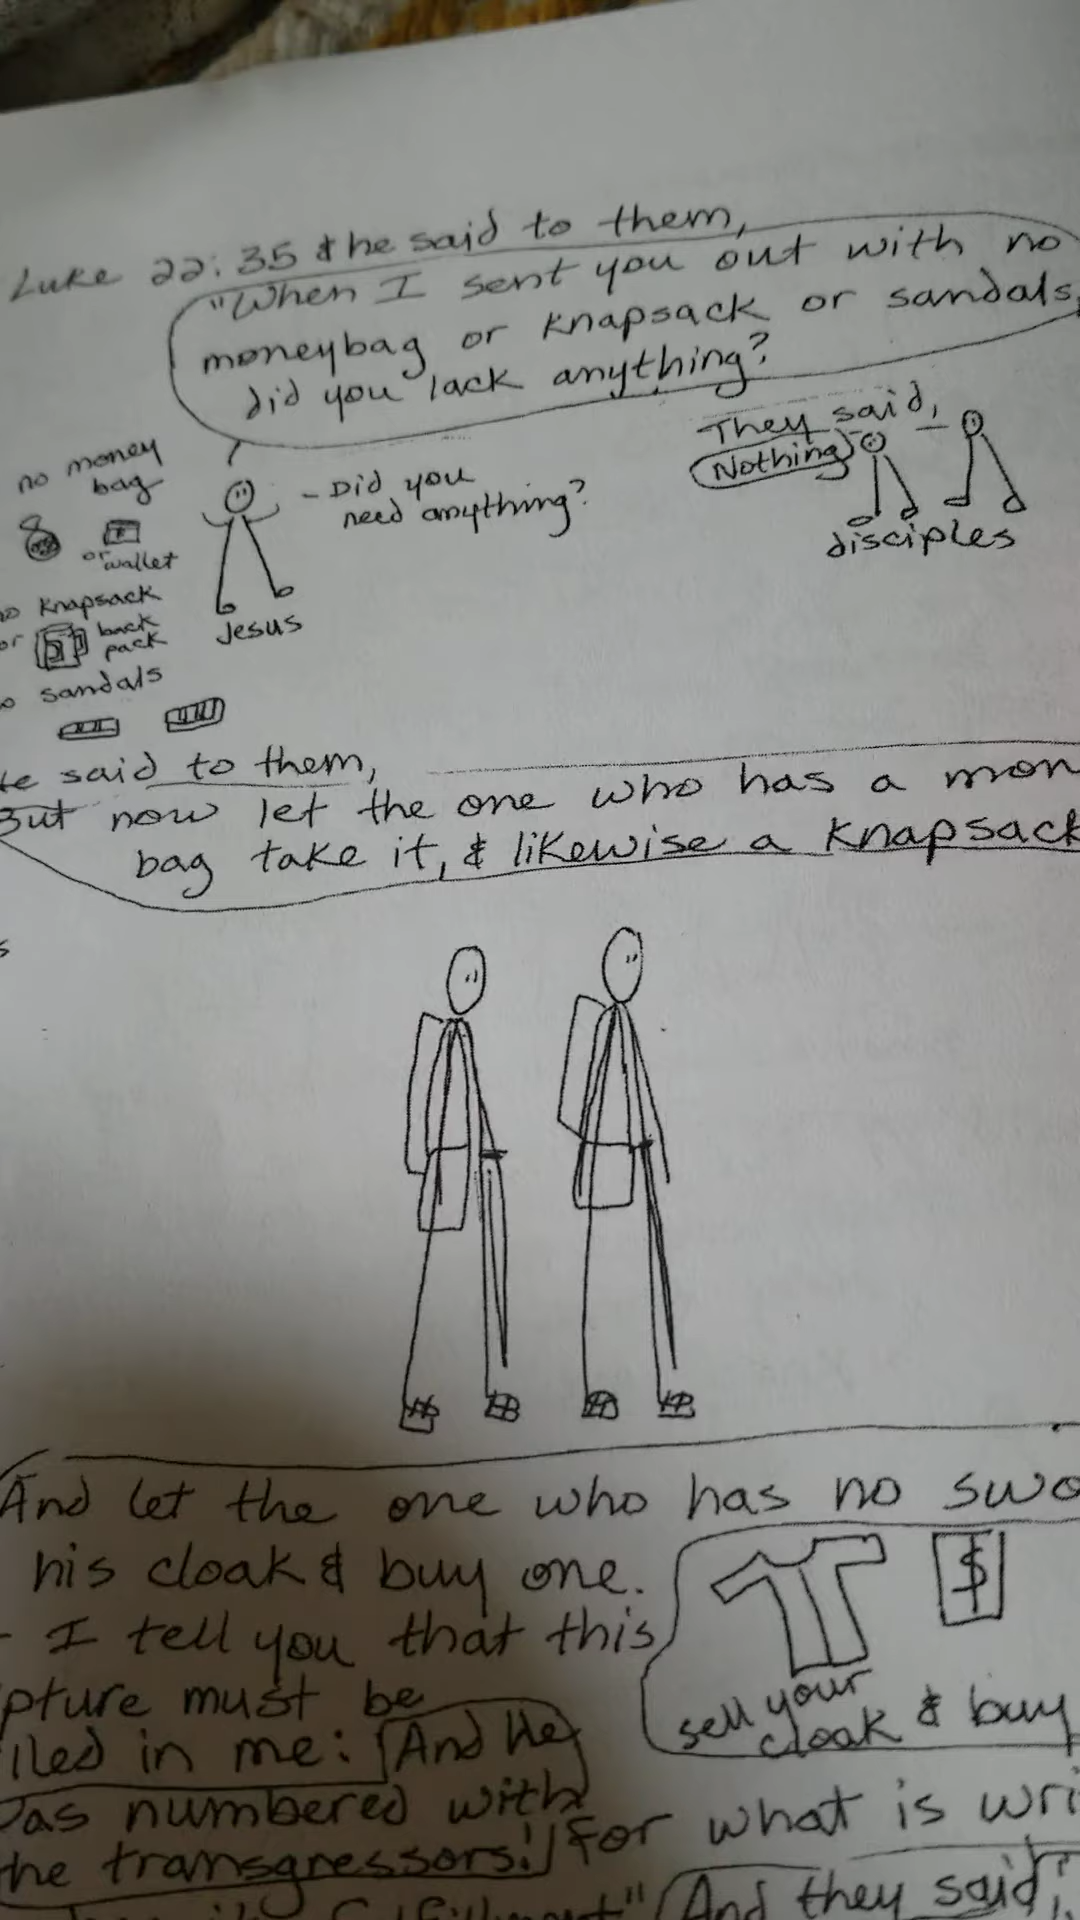 Luke 22:35 & he said to them,
"When I sent you out with no
moneybag or knapsack or sandals,
did you lack anything?
They said,
Nothing
disciples
no money
bag
or wallet
- Did you
need anything?
Jesus
knapsack
or back
pack
sandals
said to them,
But now let the one who has a mon
bag take it, & likewise a knapsack
And let the one who has no swo
his cloak & buy one.
I tell you that this
pture must be
lled in me: And He
was numbered with
the transgressors.
$
sell your
cloak & buy
For what is wri
"And they said,